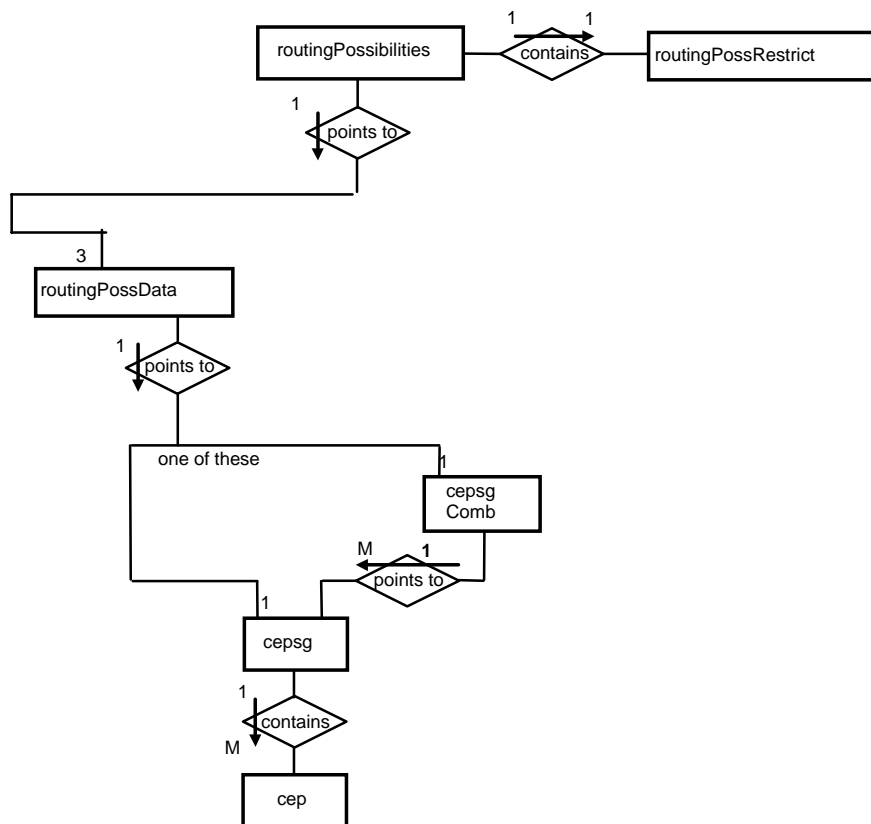 1 1
routingPossibilities
contains
routingPossRestrict
1
points to
3
routingPossData
1
points to
one of these
1
cepsg
Comb
M 1
points to
1
cepsg
1
contains
M
cep